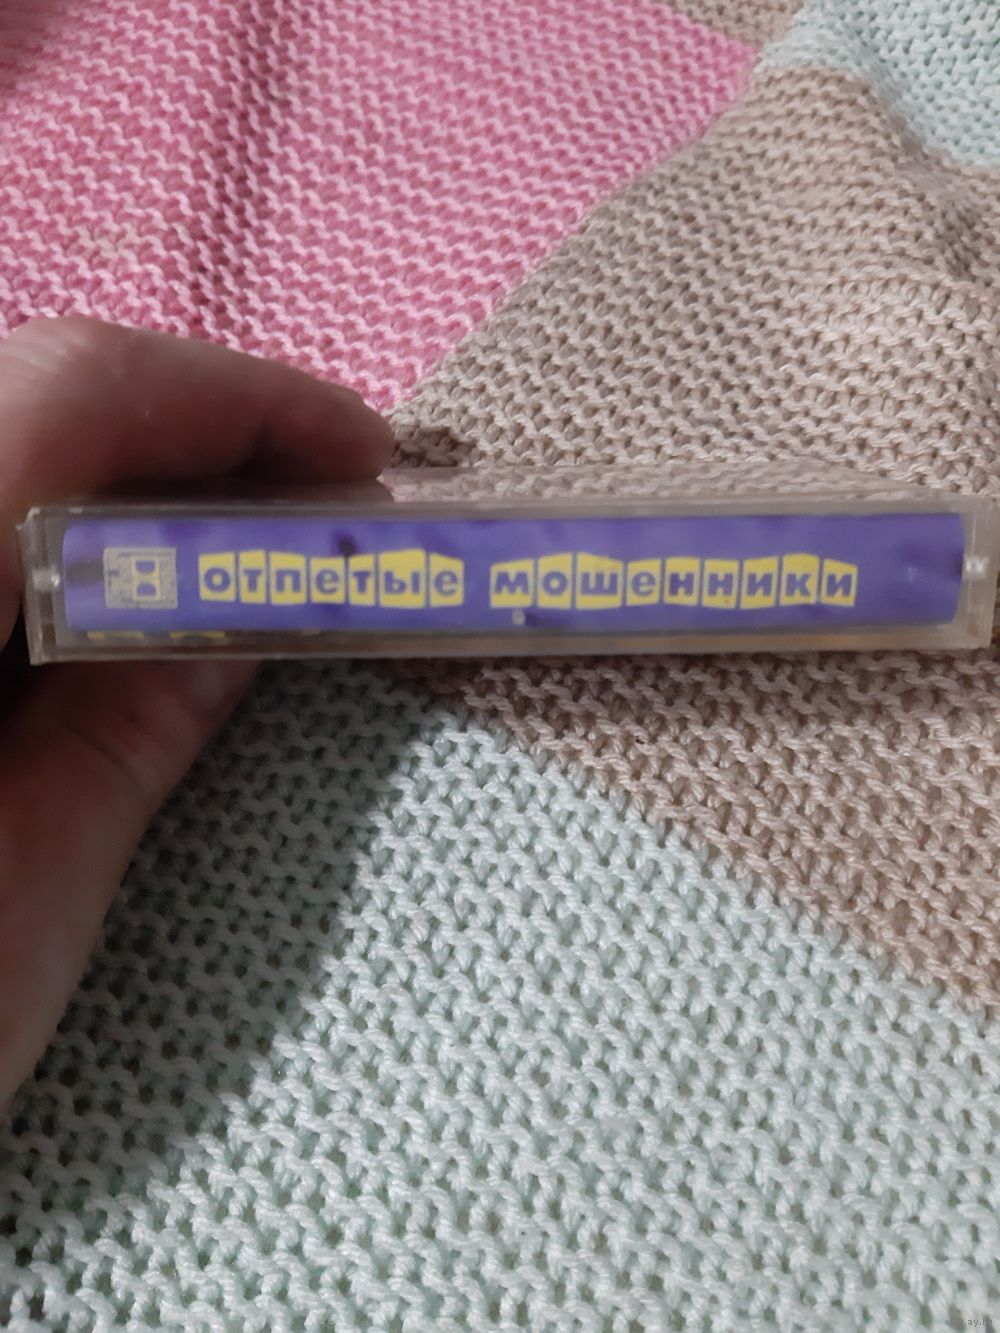 отпетые мошенники